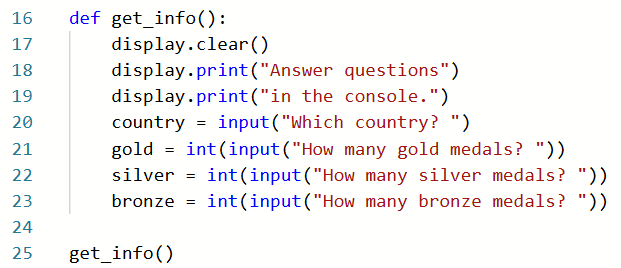 16 def get_info():
17     display.clear()
18     display.print("Answer questions")
19     display.print("in the console.")
20     country = input("Which country? ")
21     gold = int(input("How many gold medals? "))
22     silver = int(input("How many silver medals? "))
23     bronze = int(input("How many bronze medals? "))
24
25 get_info()